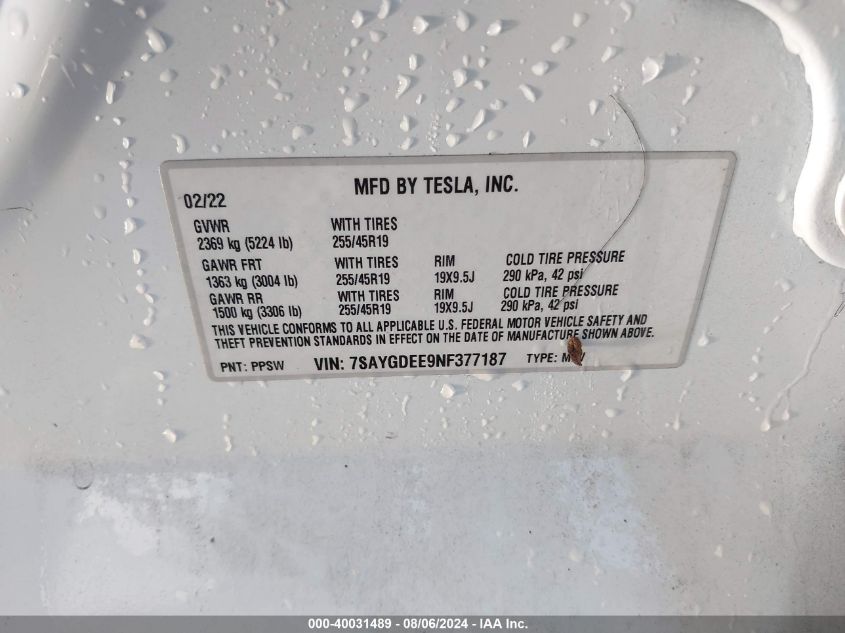 MFD BY TESLA, INC.
02/22
GVWR WITH TIRES
2369 kg (5224 lb) 255/45R19
GAWR FRT WITH TIRES RIM COLD TIRE PRESSURE
1363 kg (3004 lb) 255/45R19 19X9.5J 290 kPa, 42 psi
GAWR RR WITH TIRES RIM COLD TIRE PRESSURE
1500 kg (3306 lb) 255/45R19 19X9.5J 290 kPa, 42 psi
THIS VEHICLE CONFORMS TO ALL APPLICABLE U.S. FEDERAL MOTOR VEHICLE SAFETY AND
THEFT PREVENTION STANDARDS IN EFFECT ON THE DATE OF MANUFACTURE SHOWN ABOVE.
PNT: PPSW VIN: 7SAYGDEE9NF377187 TYPE:
000-40031489 - 08/06/2024 - IAA Inc.